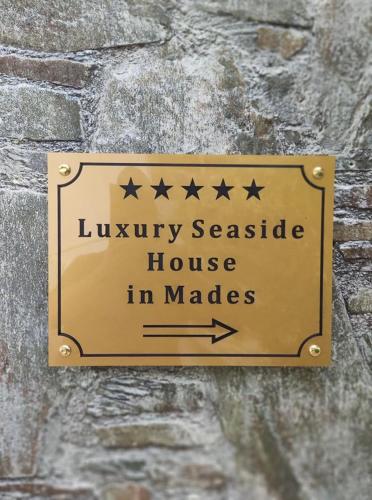 ★★★★★
Luxury Seaside
House
in Mades